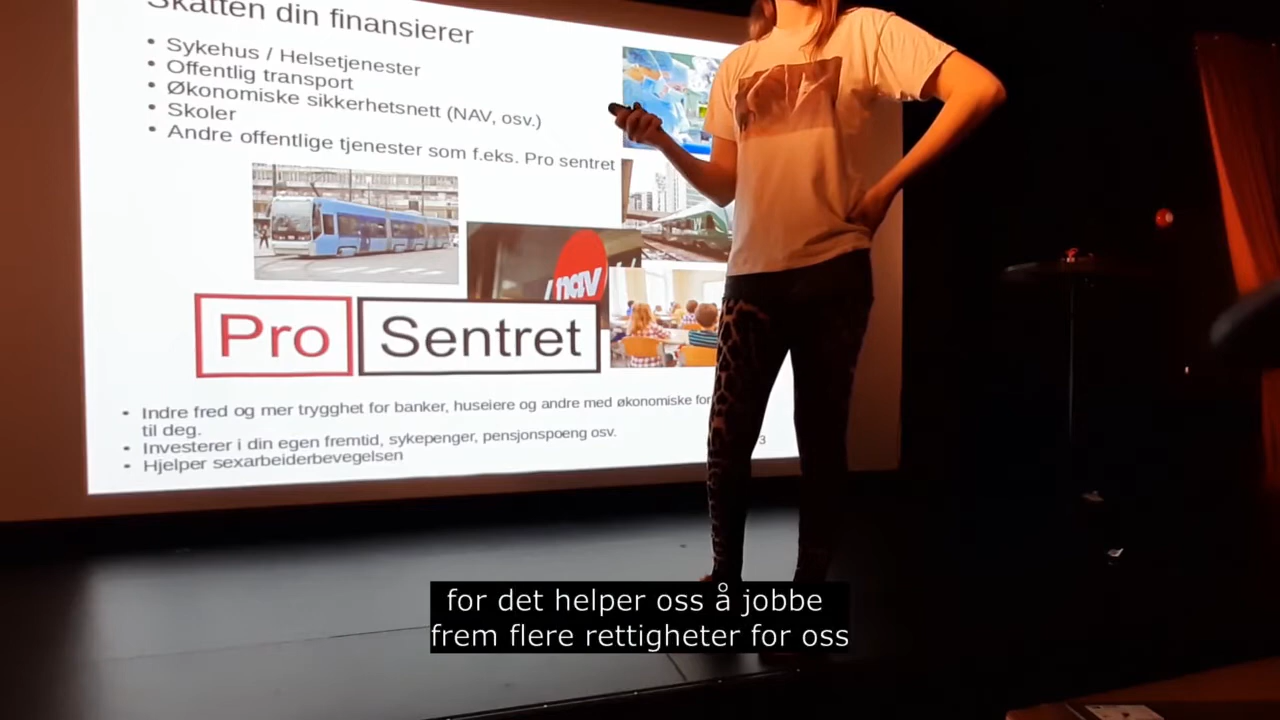 Skatten din finansierer
• Sykehus / Helsetjenester
• Offentlig transport
• Økonomiske sikkerhetsnett (NAV, osv.)
• Skoler
• Andre offentlige tjenester som f.eks. Pro sentret
nav
Pro Sentret
• Indre fred og mer trygghet for banker, huseiere og andre med økonomiske
til deg.
• Investerer i din egen fremtid, sykepenger, pensjonspoeng osv.
3
• Hjelper sexarbeiderbevegelsen
for det helper oss å jobbe
frem flere rettigheter for oss